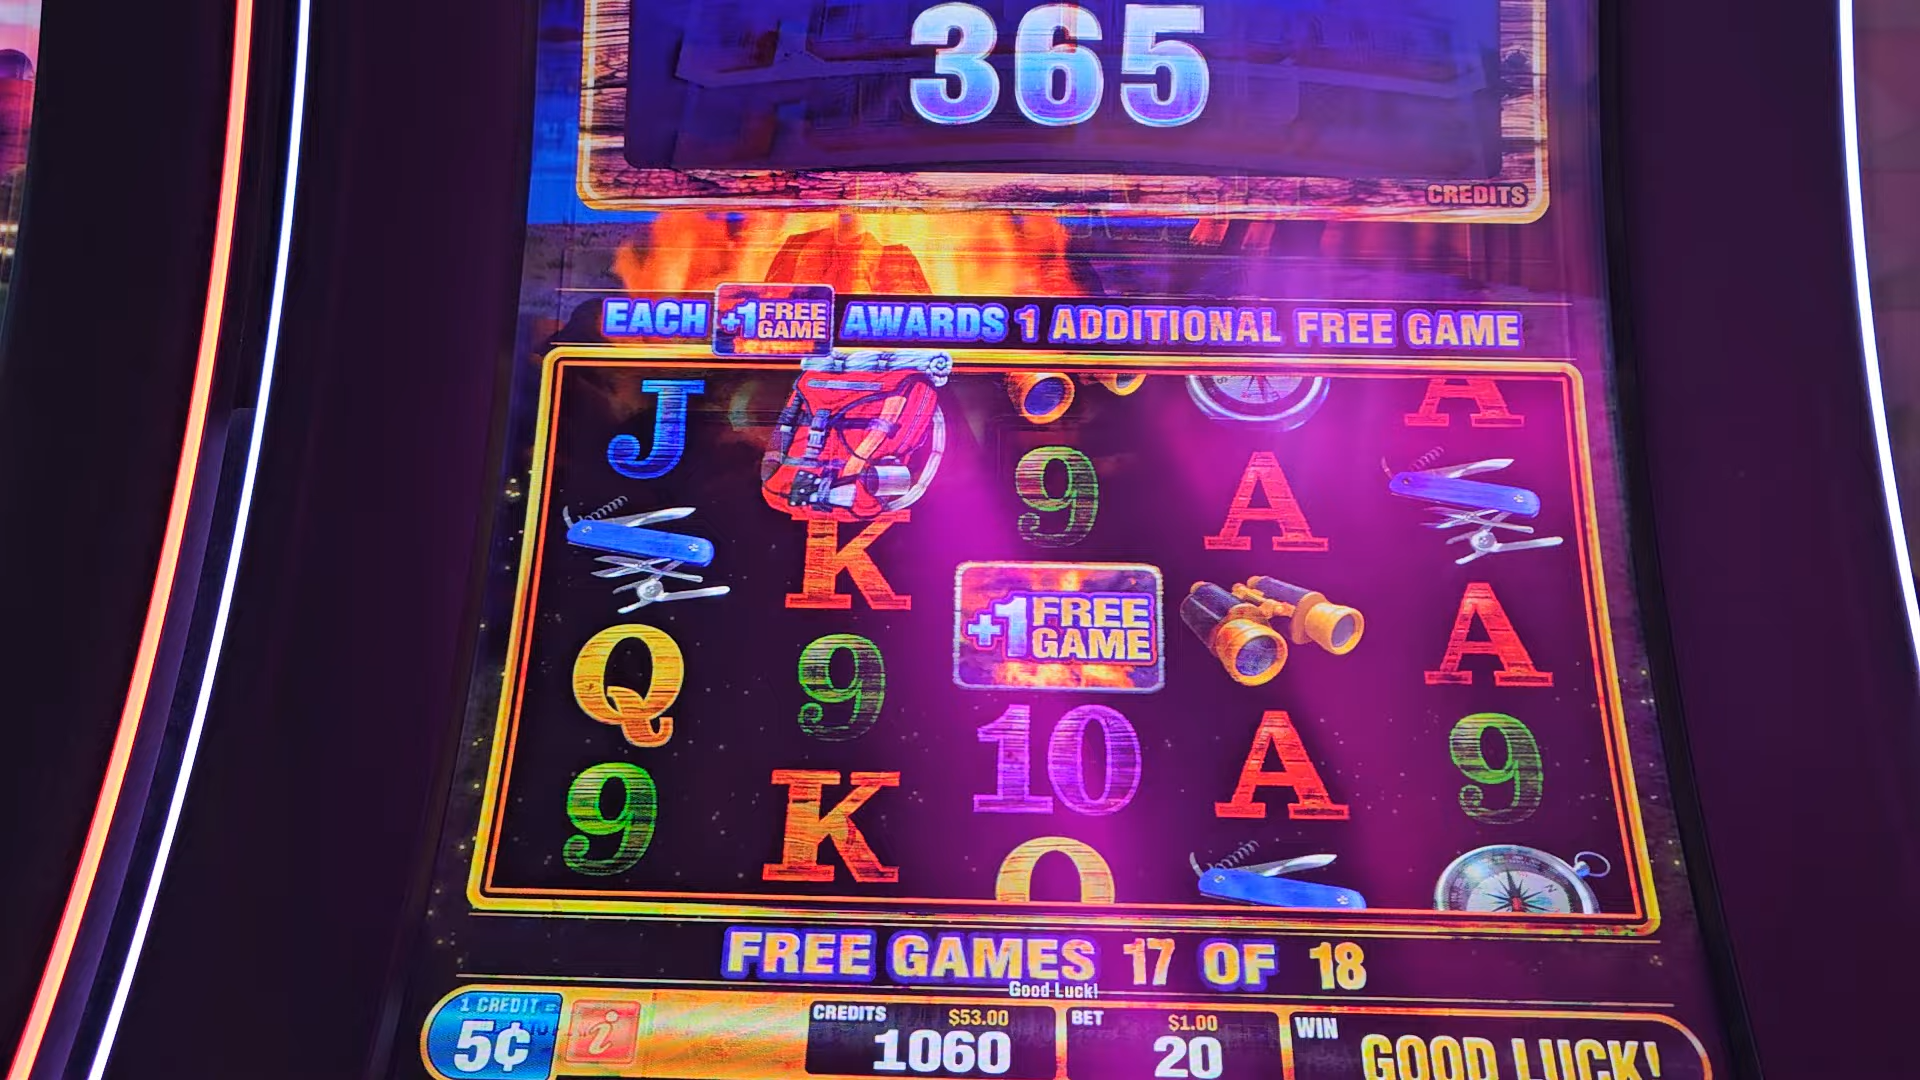 365
CREDITS
EACH +1 FREE GAME AWARDS 1 ADDITIONAL FREE GAME
J 9 A A
K
+1 FREE GAME
Q 9 A
10
9 K A 9
Q
FREE GAMES 17 OF 18
Good Luck!
1 CREDIT =
5¢
i
CREDITS $53.00
1060
BET $1.00
20
WIN
GOOD LUCK!